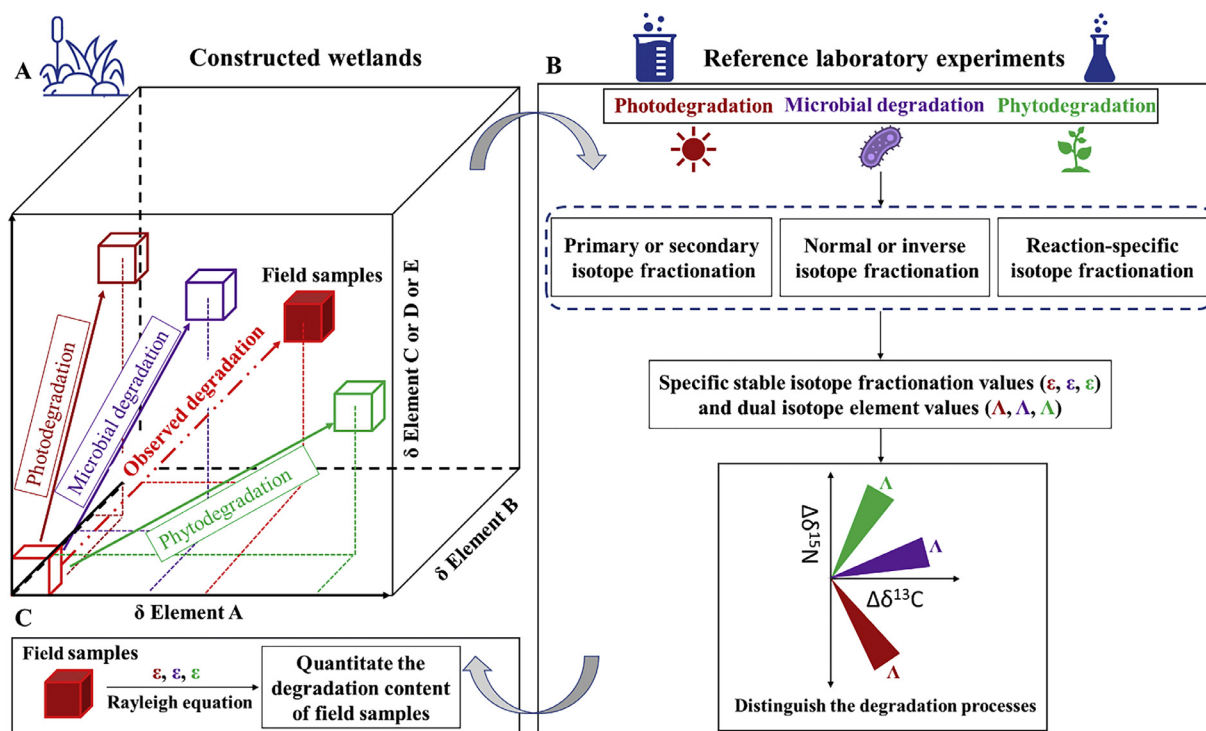 A
Constructed wetlands
Field samples
Photodegradation
Microbial degradation
Observed degradation
Phytodegradation
δ Element C or D or E
δ Element B
δ Element A
B
Reference laboratory experiments
Photodegradation
Microbial degradation
Phytodegradation
Primary or secondary
isotope fractionation
Normal or inverse
isotope fractionation
Reaction-specific
isotope fractionation
Specific stable isotope fractionation values (ε, ε, ε)
and dual isotope element values (Λ, Λ, Λ)
Δδ¹⁵N
Λ
Λ
Δδ¹³C
Λ
Distinguish the degradation processes
C
Field samples
ε, ε, ε
Rayleigh equation
Quantitate the
degradation content
of field samples